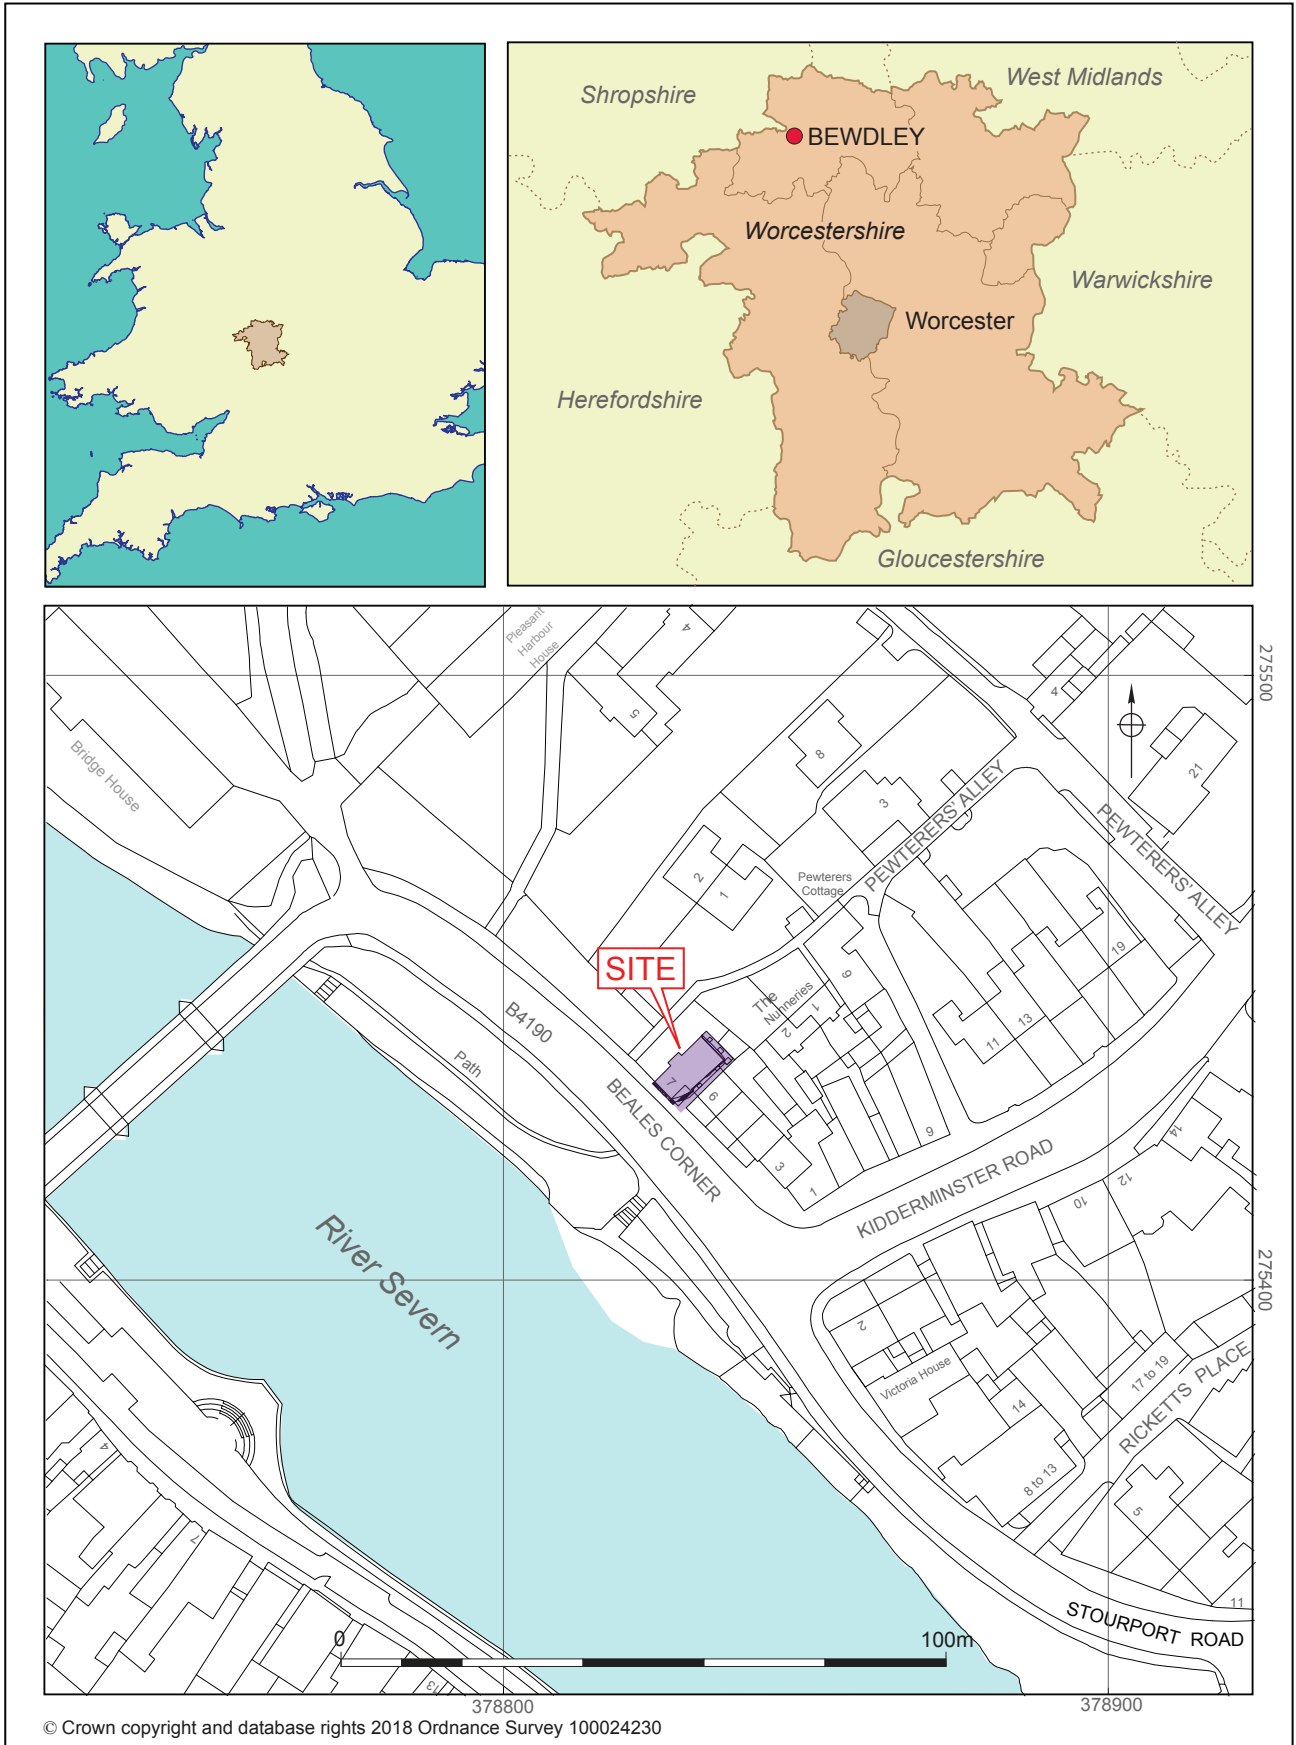 Shropshire
West Midlands
BEWDLEY
Worcestershire
Warwickshire
Worcester
Herefordshire
Gloucestershire
Pleasant
Harbour
House
4
5
4
275500
Bridge House
8
21
3
PEWTERERS' ALLEY
PEWTERERS' ALLEY
2
1
Pewterers
Cottage
19
SITE
The
Nunneries
1
2
9
13
11
B4190
Path
7
6
BEALES CORNER
3
1
9
14
KIDDERMINSTER ROAD
12
10
River Severn
275400
2
Victoria House
14
17 to 19
RICKETTS PLACE
8 to 13
5
4
7
11
STOURPORT ROAD
0
100m
13
378800
378900
© Crown copyright and database rights 2018 Ordnance Survey 100024230